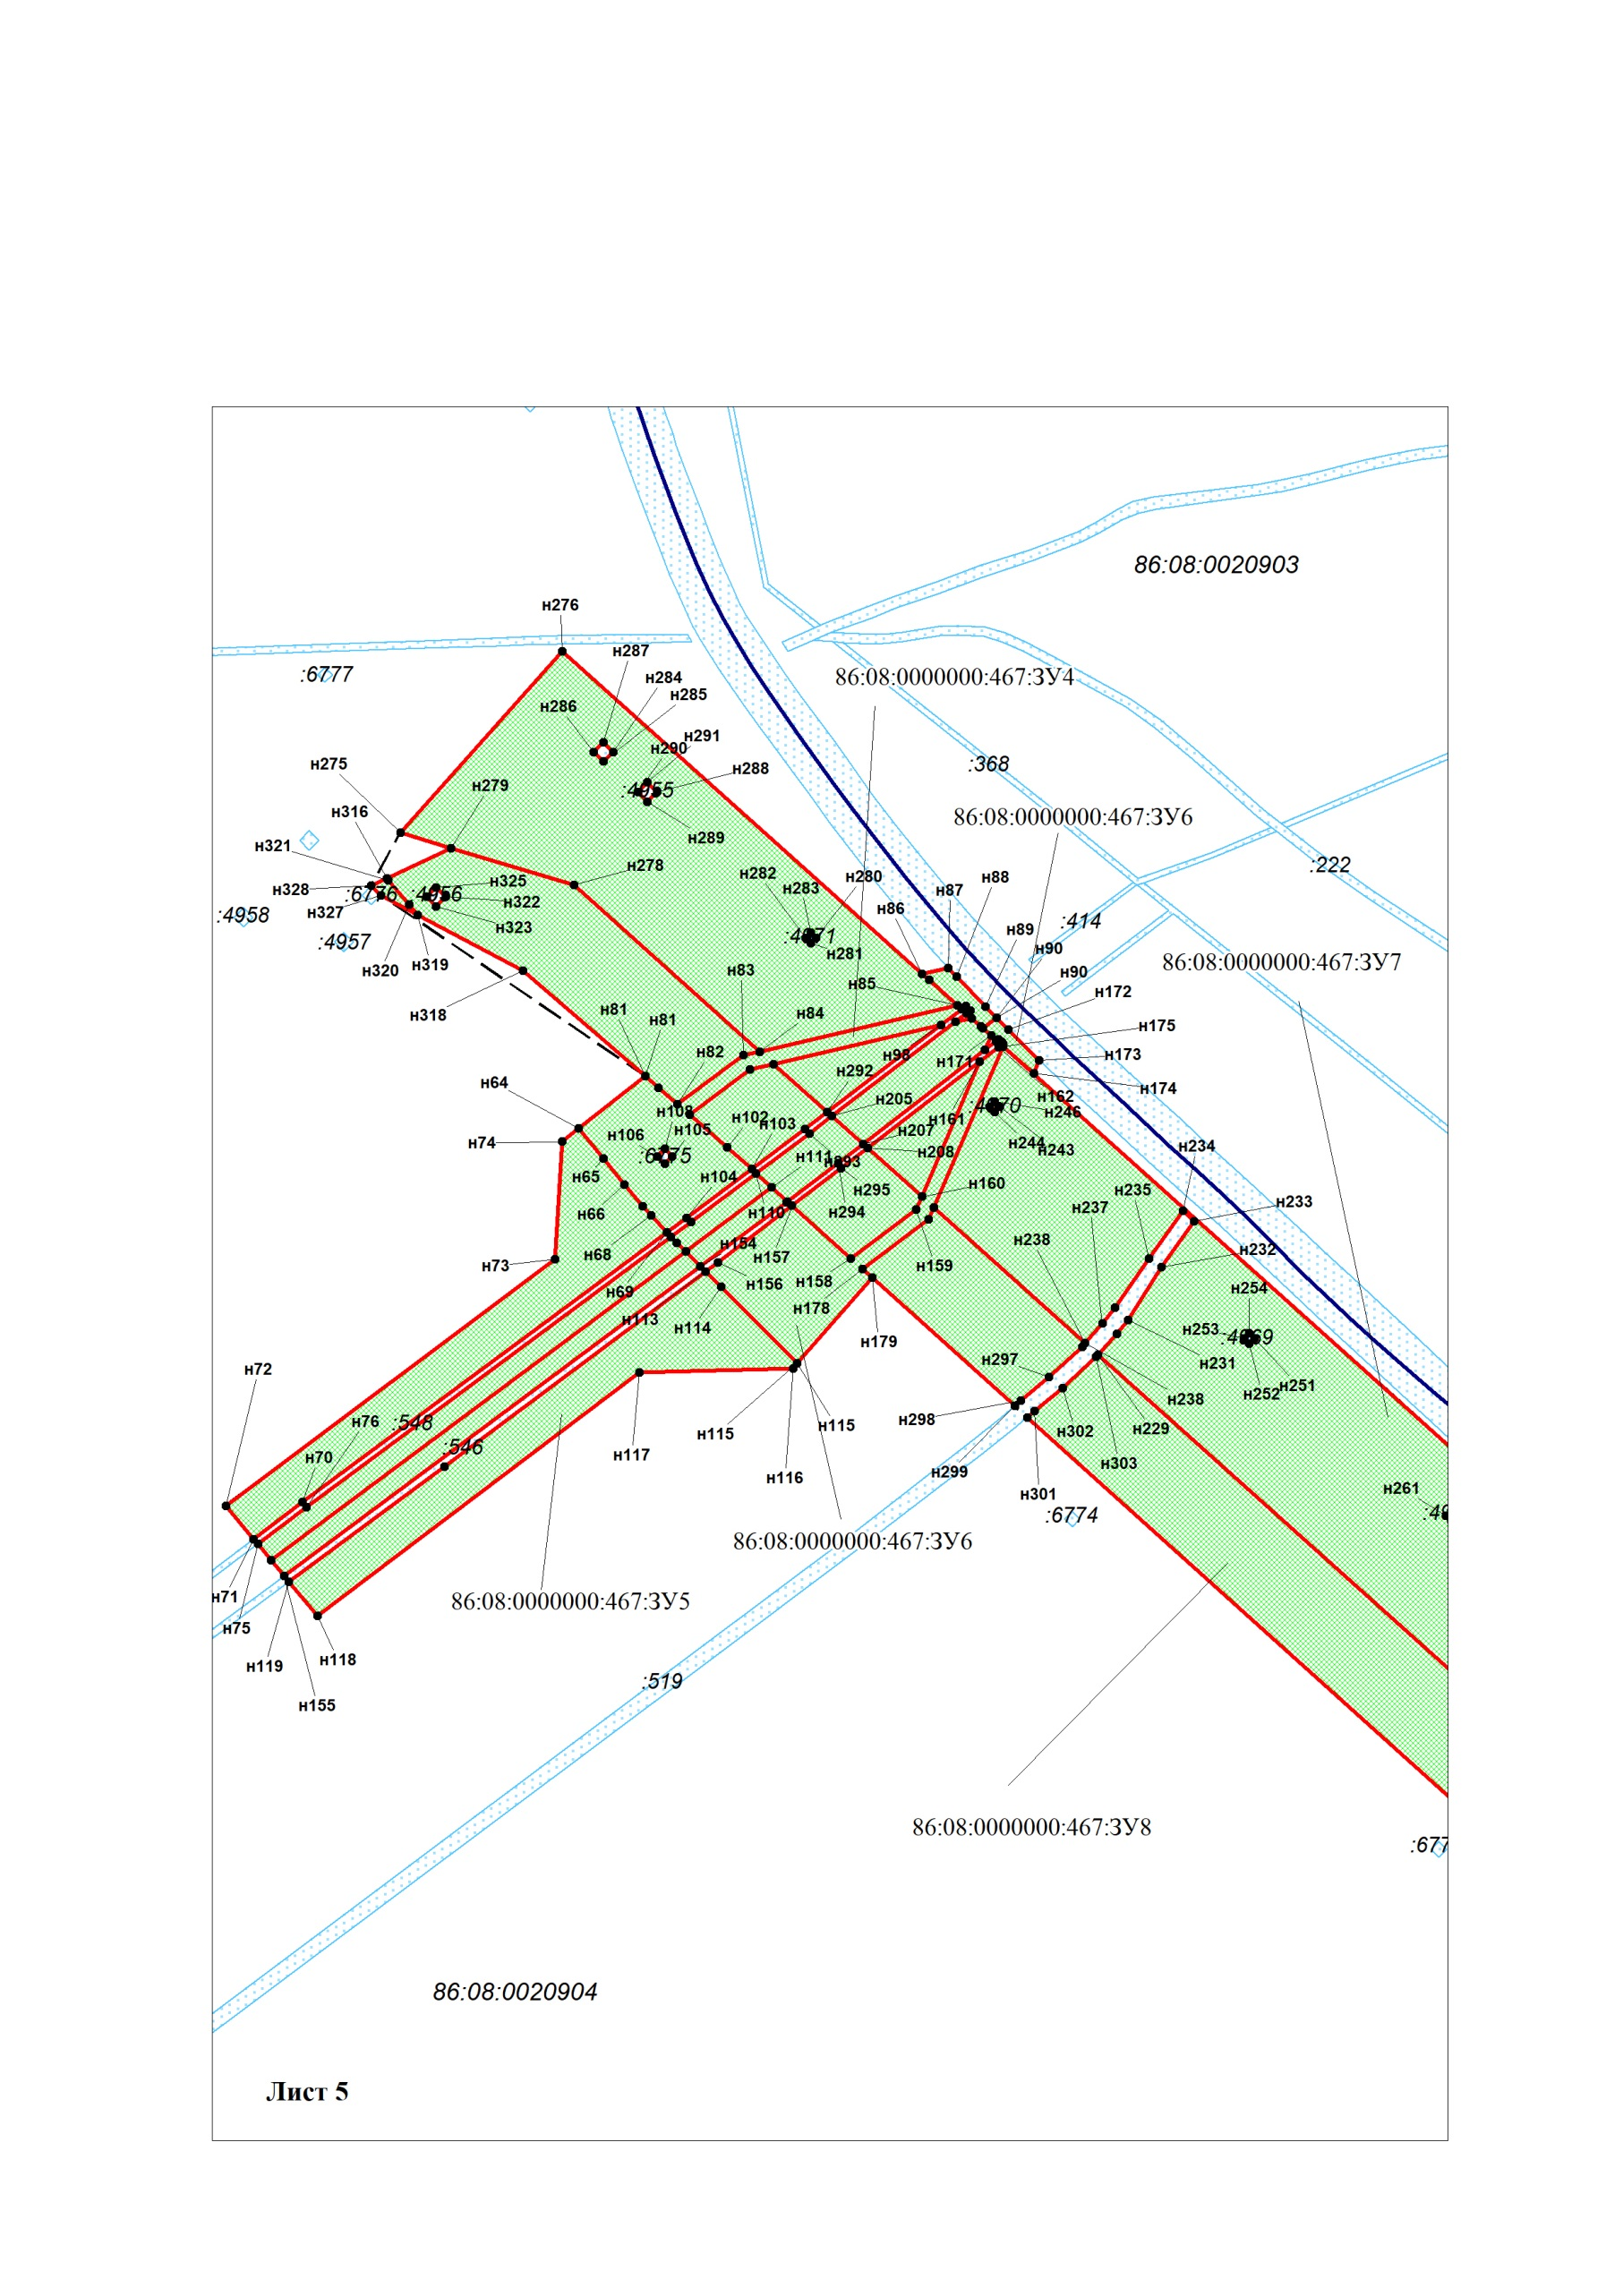 86:08:0020903
н276
н287
:6777
86:08:0000000:467:ЗУ4
н284
н285
н286
н291
н290
н275
н288
:368
:4955
н279
н316
86:08:0000000:467:ЗУ6
н289
н321
:222
н278
н282
н280
н88
н325
н328
:6776
:4956
н283
н87
н322
н86
:4958
н327
:414
н323
н89
:4957
:4871
н90
н281
86:08:0000000:467:ЗУ7
н319
н320
н83
н90
н85
н172
н81
н84
н318
н81
н175
н82
н98
н171
н173
н64
н292
н174
н162
н205
:4870
н246
н108
н102
н103
н161
н105
н207
н106
н74
н244
н243
н234
н208
:6775
н111
н293
н65
н104
н160
н235
н295
н233
н66
н110
н294
н237
н238
н154
н68
н157
н232
н73
н159
н156
н158
н254
н69
н178
н113
н114
н253
:4869
н179
н231
н297
н72
н251
н252
н238
:548
н76
н298
н115
н115
н302
н229
:546
н70
н117
н303
н299
н116
н261
н301
:6774
86:08:0000000:467:ЗУ6
н71
86:08:0000000:467:ЗУ5
н75
н118
н119
:519
н155
86:08:0000000:467:ЗУ8
:677
86:08:0020904
Лист 5